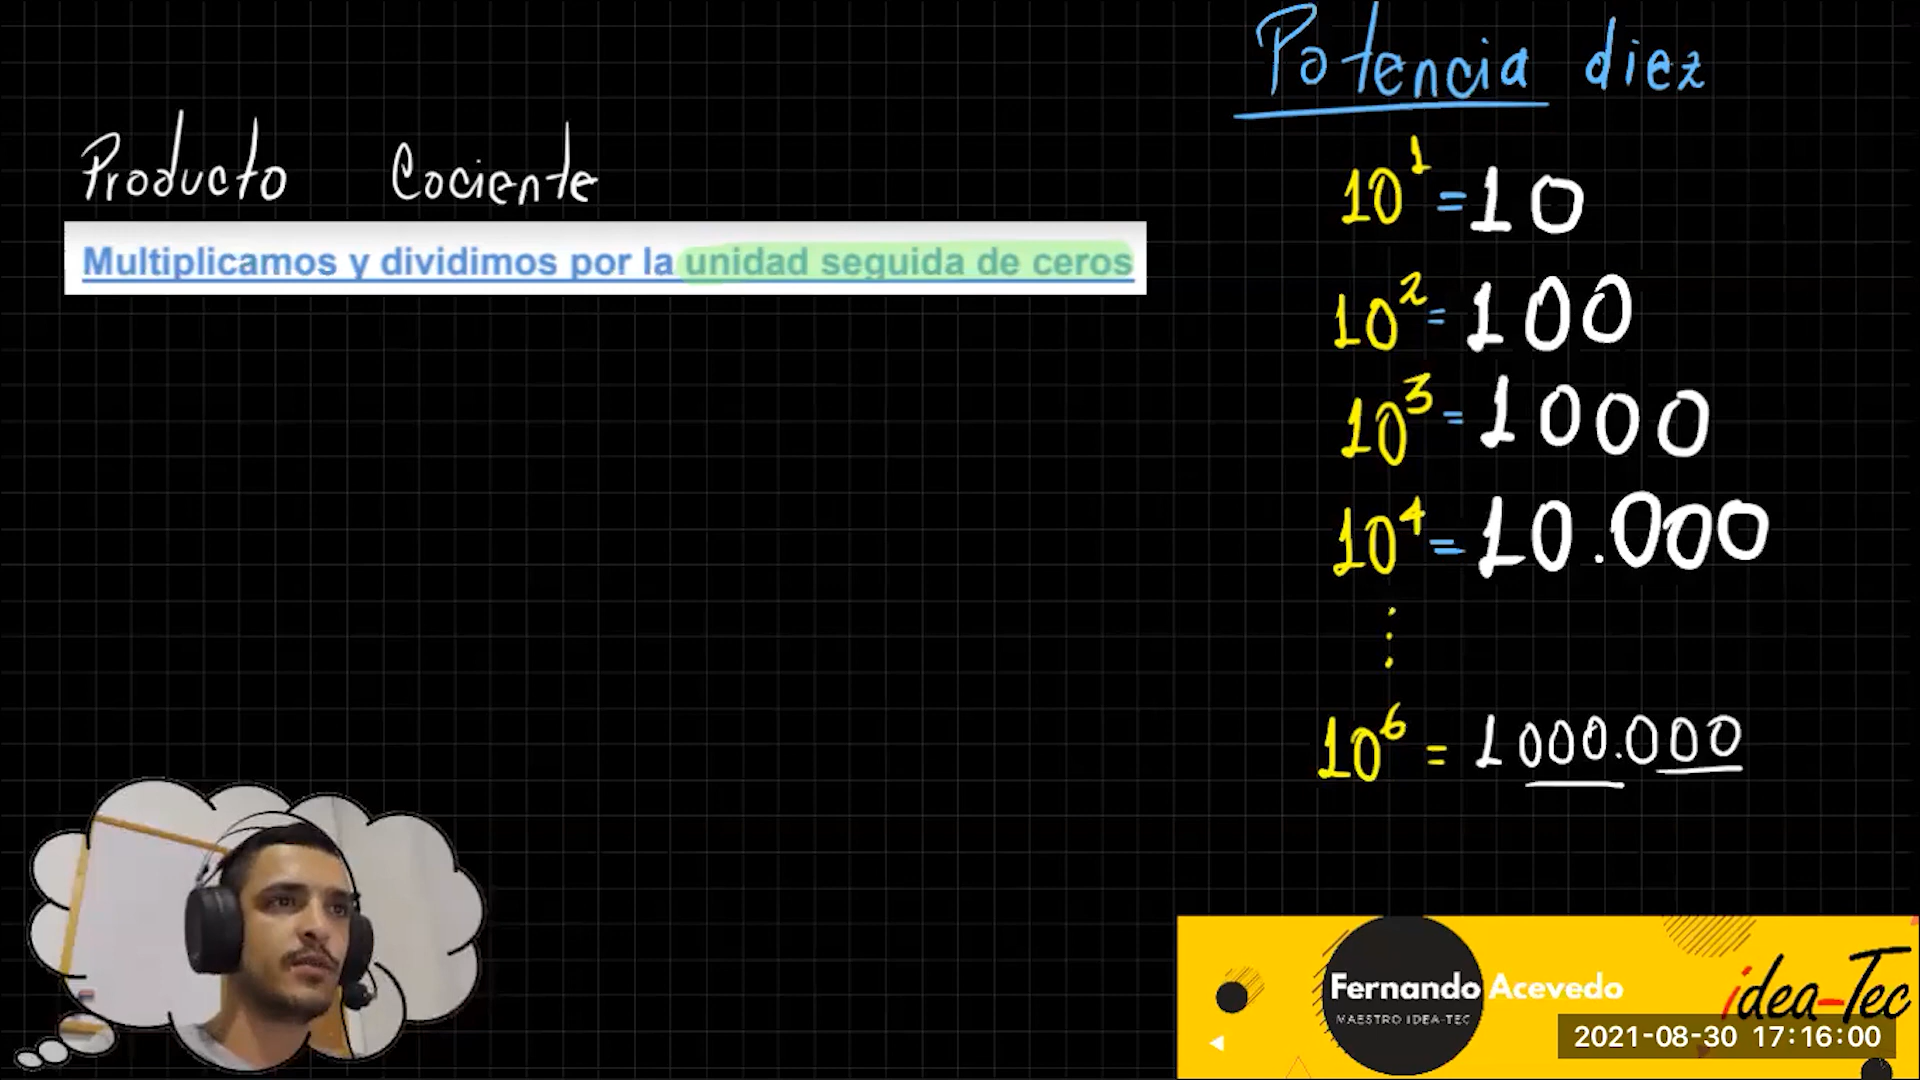 Potencia diez
Producto Cociente
Multiplicamos y dividimos por la unidad seguida de ceros
10¹ = 10
10² = 100
10³ = 1000
10⁴ = 10.000
⋮
10⁶ = 1000.000
Fernando Acevedo
MAESTRO IDEA-TEC
idea-Tec
2021-08-30 17:16:00